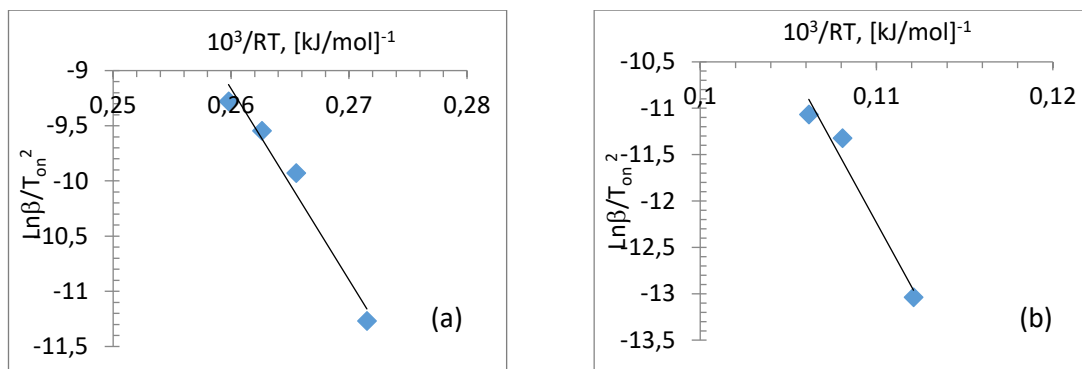 10³/RT, [kJ/mol]⁻¹
-9
0,25 0,26 0,27 0,28
-9,5
-10
-10,5
-11
-11,5
Lnβ/Tₒₙ²
(a)
10³/RT, [kJ/mol]⁻¹
-10,5
0,1 0,11 0,12
-11
-11,5
-12
-12,5
-13
-13,5
Lnβ/Tₒₙ²
(b)